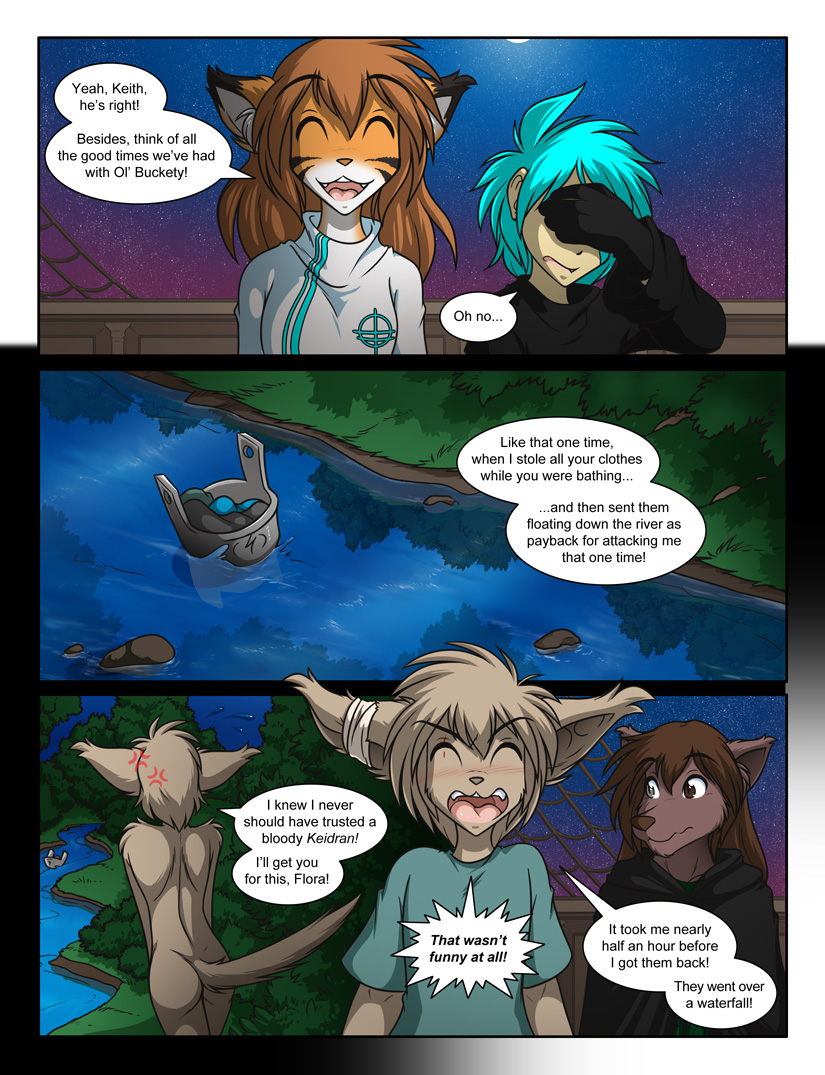 Yeah, Keith,
he's right!
Besides, think of all
the good times we've had
with Ol' Buckety!
Oh no...
Like that one time,
when I stole all your clothes
while you were bathing...
...and then sent them
floating down the river as
payback for attacking me
that one time!
I knew I never
should have trusted a
bloody Keidran!
I'll get you
for this, Flora!
That wasn't
funny at all!
It took me nearly
half an hour before
I got them back!
They went over
a waterfall!